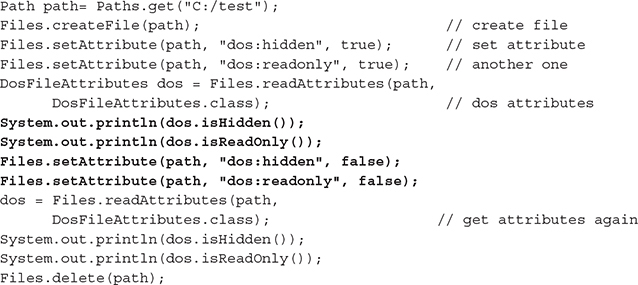 Path path= Paths.get("C:/test");
Files.createFile(path); // create file
Files.setAttribute(path, "dos:hidden", true); // set attribute
Files.setAttribute(path, "dos:readonly", true); // another one
DosFileAttributes dos = Files.readAttributes(path,
DosFileAttributes.class); // dos attributes
System.out.println(dos.isHidden());
System.out.println(dos.isReadOnly());
Files.setAttribute(path, "dos:hidden", false);
Files.setAttribute(path, "dos:readonly", false);
dos = Files.readAttributes(path,
DosFileAttributes.class); // get attributes again
System.out.println(dos.isHidden());
System.out.println(dos.isReadOnly());
Files.delete(path);